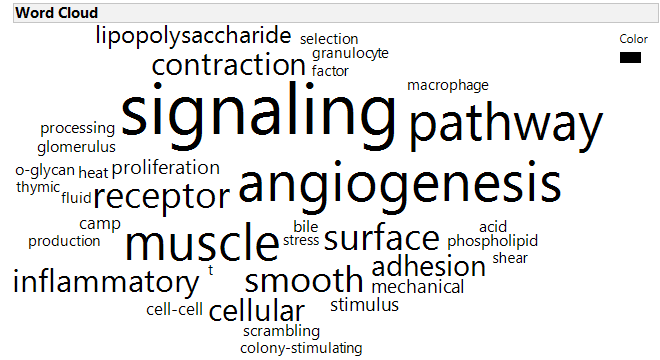 Word Cloud
lipopolysaccharide selection
Color
granulocyte
contraction factor
macrophage
signaling pathway
processing
glomerulus
o-glycan heat proliferation
thymic
fluid receptor angiogenesis
camp
production muscle bile surface acid
stress phospholipid
shear
inflammatory t smooth adhesion
mechanical
cell-cell cellular stimulus
scrambling
colony-stimulating